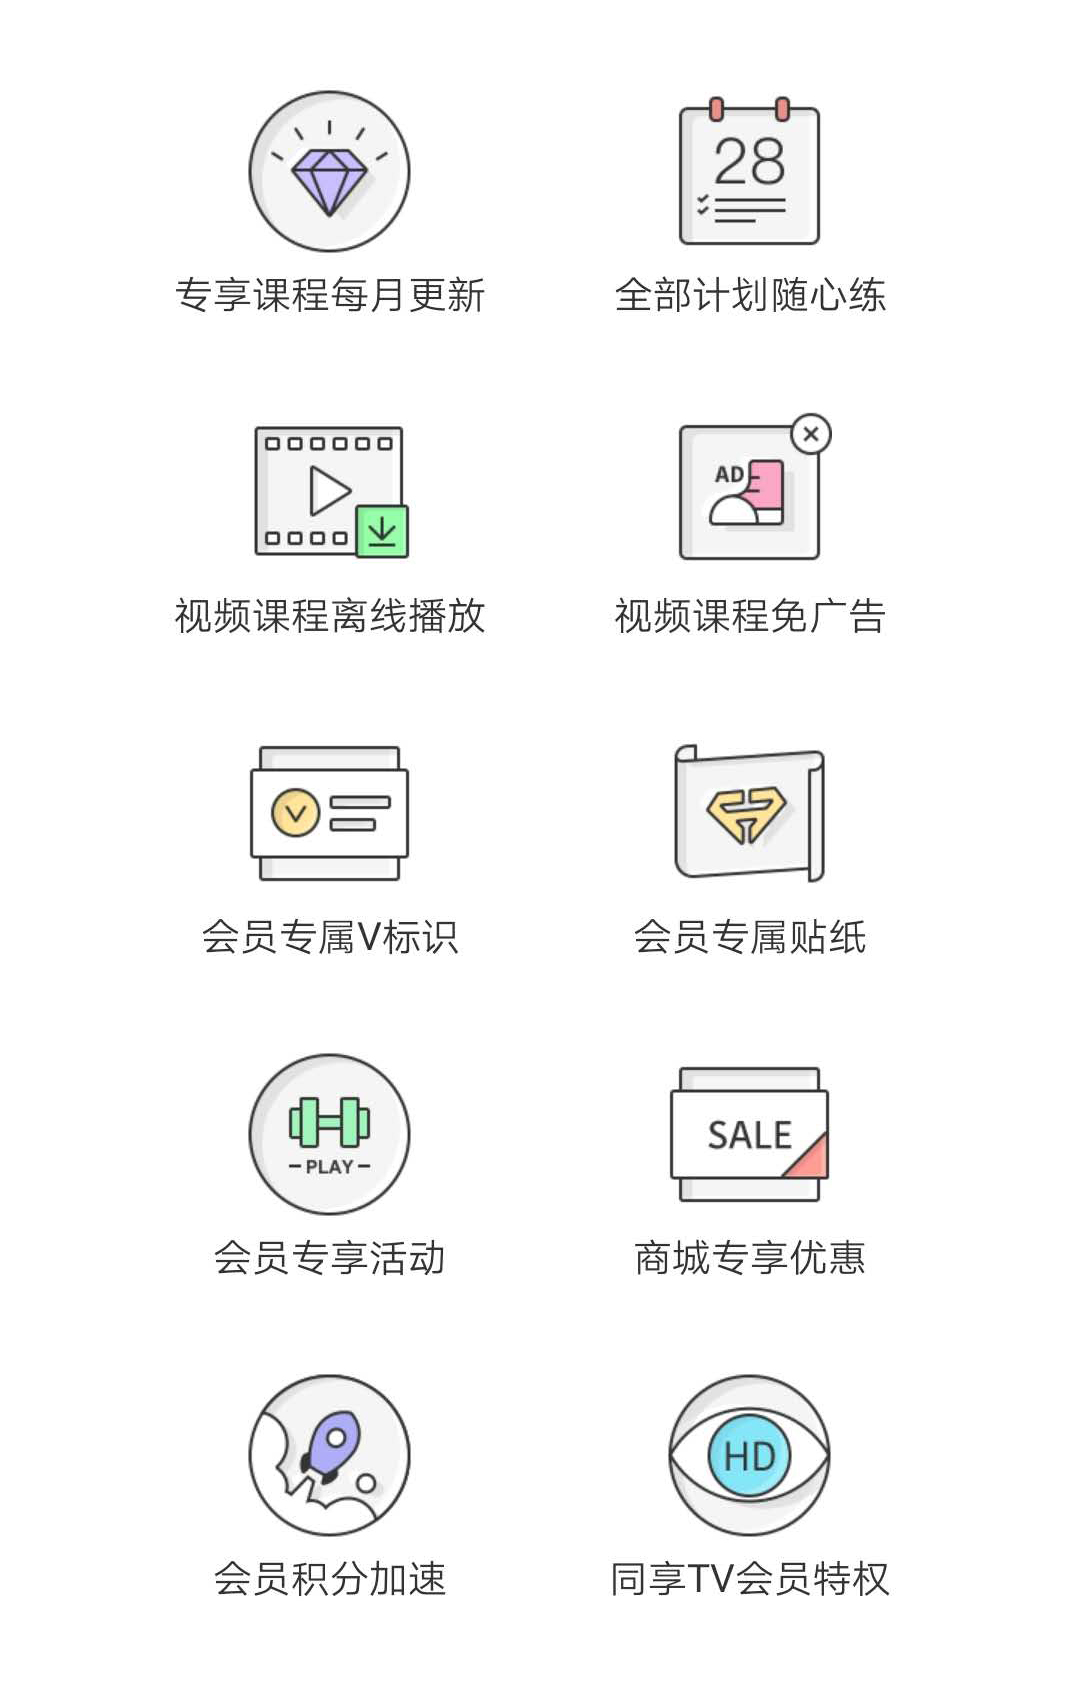 专享课程每月更新
28
全部计划随心练
视频课程离线播放
AD
视频课程免广告
V
会员专属V标识
会员专属贴纸
PLAY
会员专享活动
SALE
商城专享优惠
会员积分加速
HD
同享TV会员特权